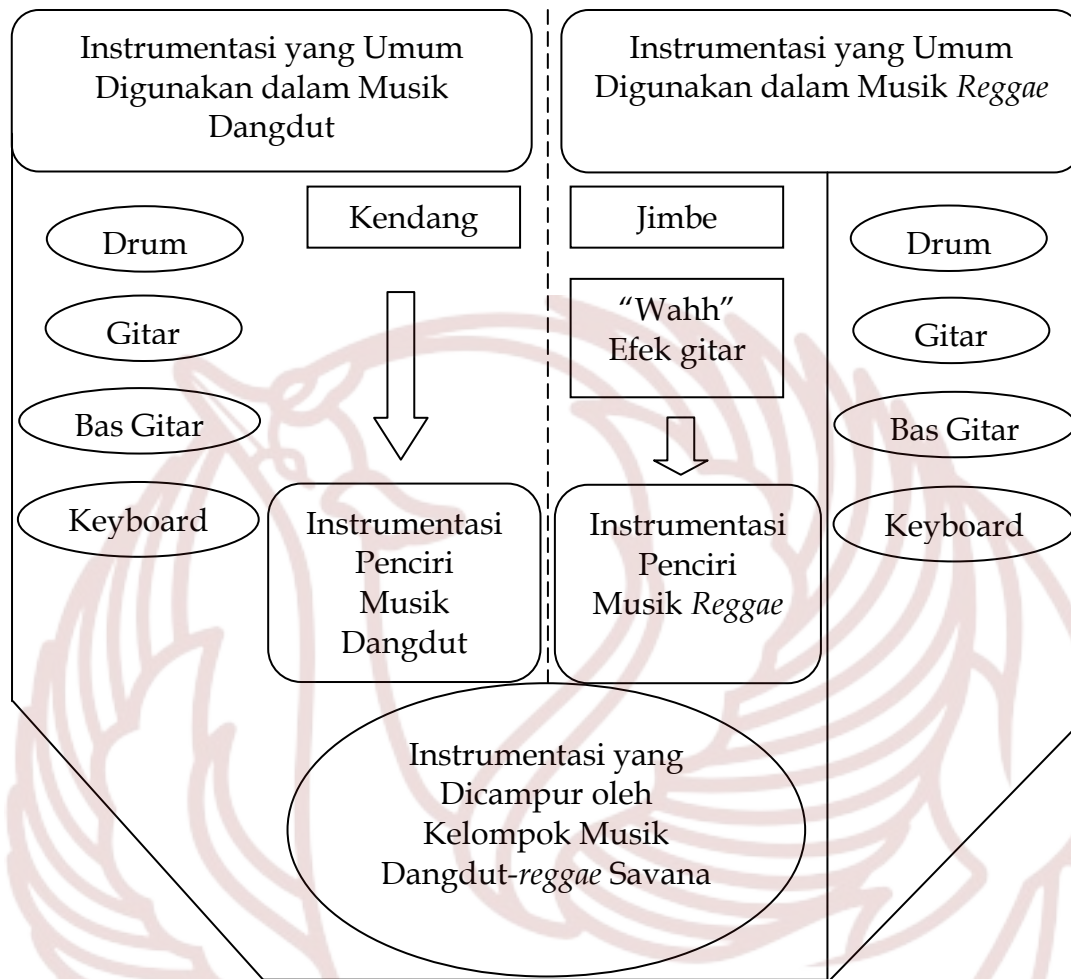 Instrumentasi yang Umum
Digunakan dalam Musik
Dangdut
Instrumentasi yang Umum
Digunakan dalam Musik Reggae
Drum
Gitar
Bas Gitar
Keyboard
Kendang
Instrumentasi
Penciri
Musik
Dangdut
Jimbe
“Wahh”
Efek gitar
Instrumentasi
Penciri
Musik Reggae
Drum
Gitar
Bas Gitar
Keyboard
Instrumentasi yang
Dicampur oleh
Kelompok Musik
Dangdut-reggae Savana